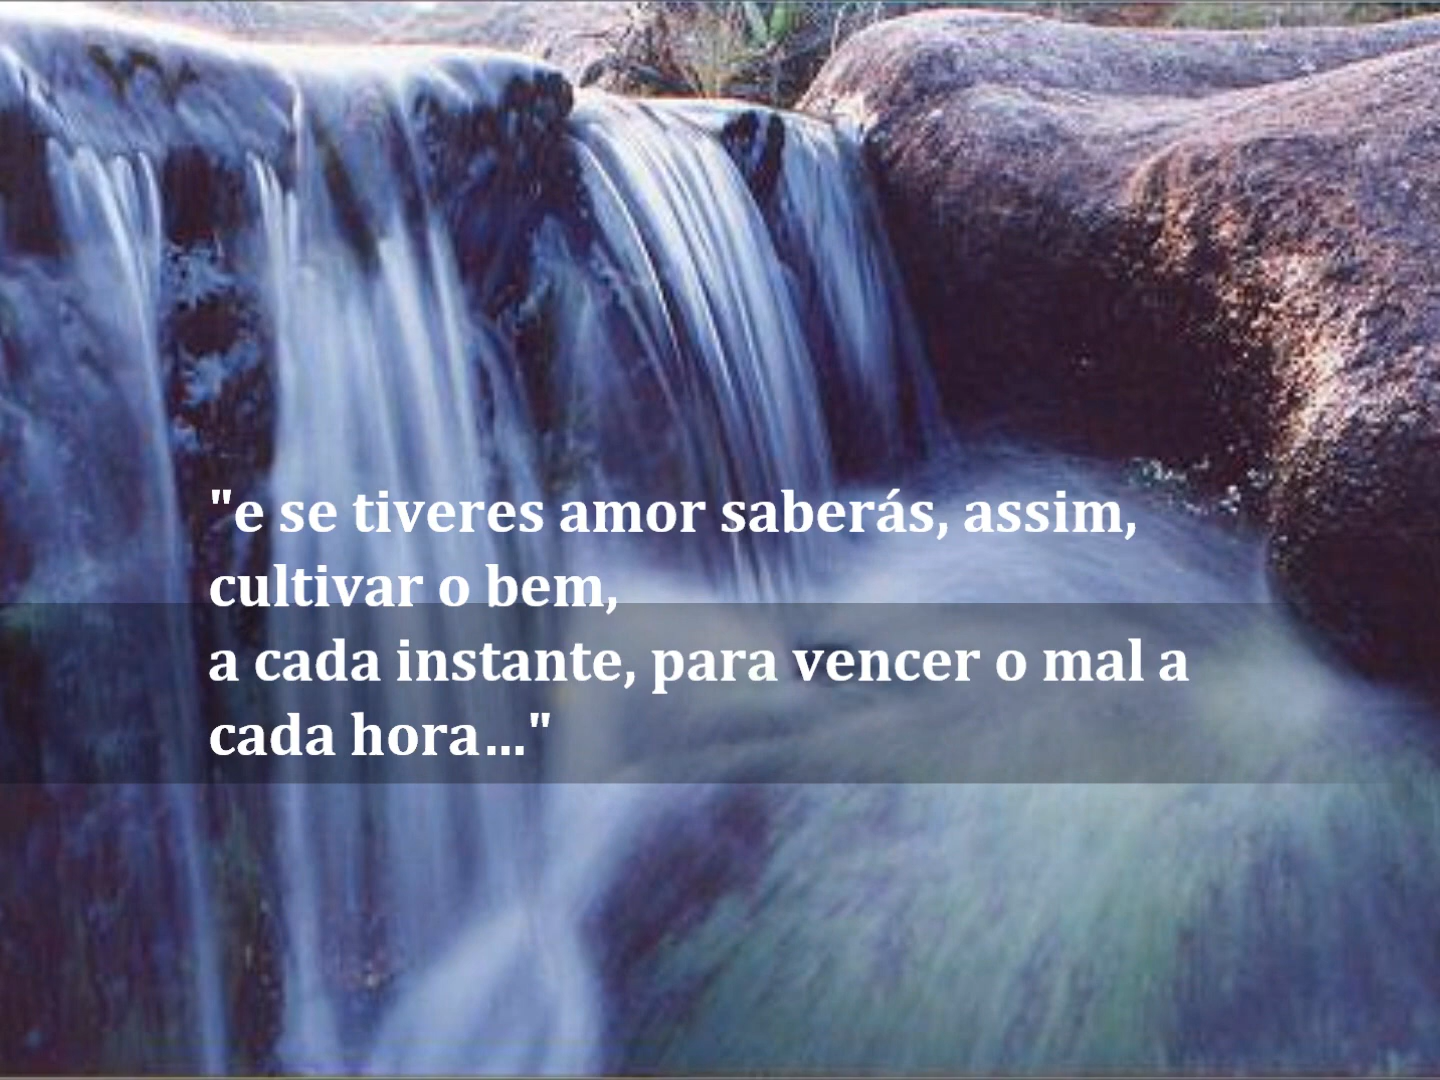 "e se tiveres amor saberás, assim,
cultivar o bem,
a cada instante, para vencer o mal a
cada hora..."